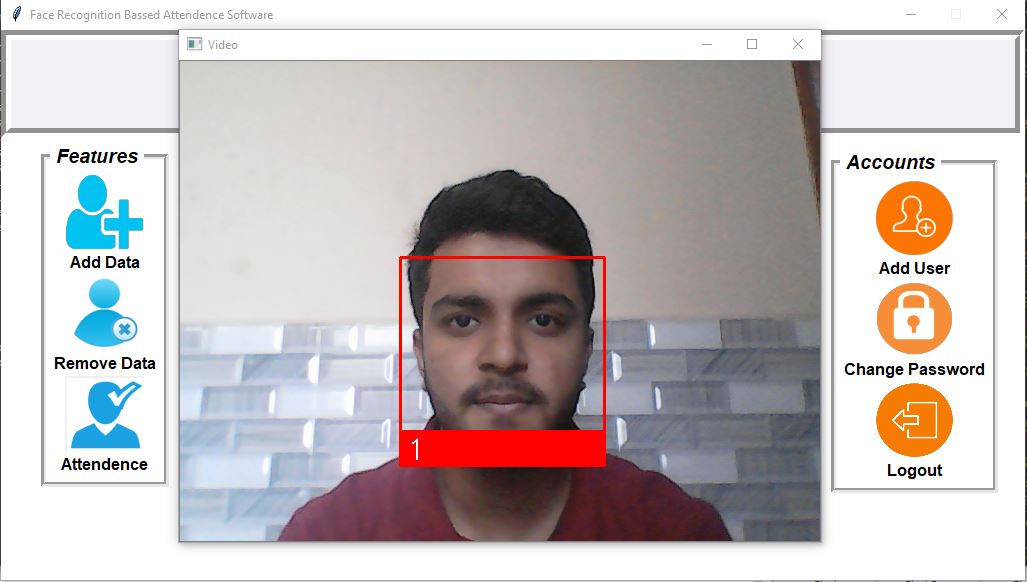 Face Recognition Bassed Attendence Software
Video
Features
Add Data
Remove Data
Attendence
1
Accounts
Add User
Change Password
Logout